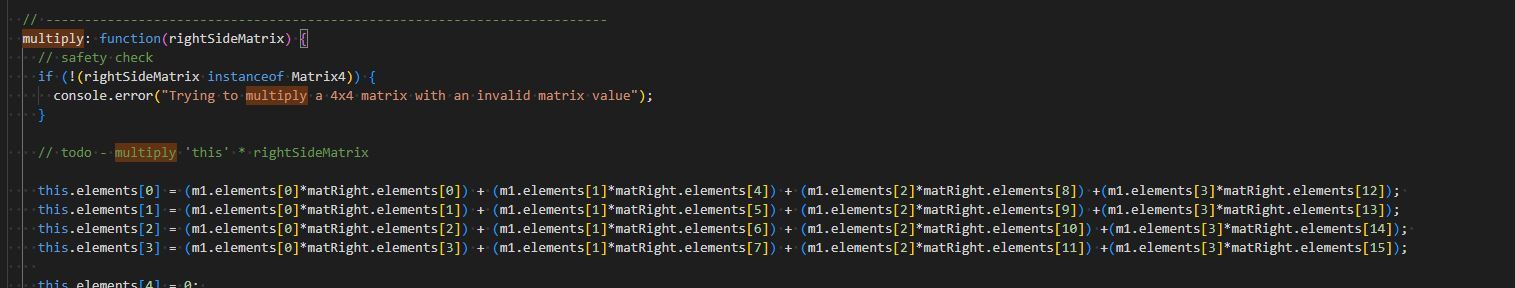 // --------------------------------------------------------------------------
multiply: function(rightSideMatrix) {
// safety check
if (!(rightSideMatrix instanceof Matrix4)) {
console.error("Trying to multiply a 4x4 matrix with an invalid matrix value");
}
// todo - multiply 'this' * rightSideMatrix
this.elements[0] = (m1.elements[0]*matRight.elements[0]) + (m1.elements[1]*matRight.elements[4]) + (m1.elements[2]*matRight.elements[8]) +(m1.elements[3]*matRight.elements[12]);
this.elements[1] = (m1.elements[0]*matRight.elements[1]) + (m1.elements[1]*matRight.elements[5]) + (m1.elements[2]*matRight.elements[9]) +(m1.elements[3]*matRight.elements[13]);
this.elements[2] = (m1.elements[0]*matRight.elements[2]) + (m1.elements[1]*matRight.elements[6]) + (m1.elements[2]*matRight.elements[10]) +(m1.elements[3]*matRight.elements[14]);
this.elements[3] = (m1.elements[0]*matRight.elements[3]) + (m1.elements[1]*matRight.elements[7]) + (m1.elements[2]*matRight.elements[11]) +(m1.elements[3]*matRight.elements[15]);
this.elements[4] = 0;